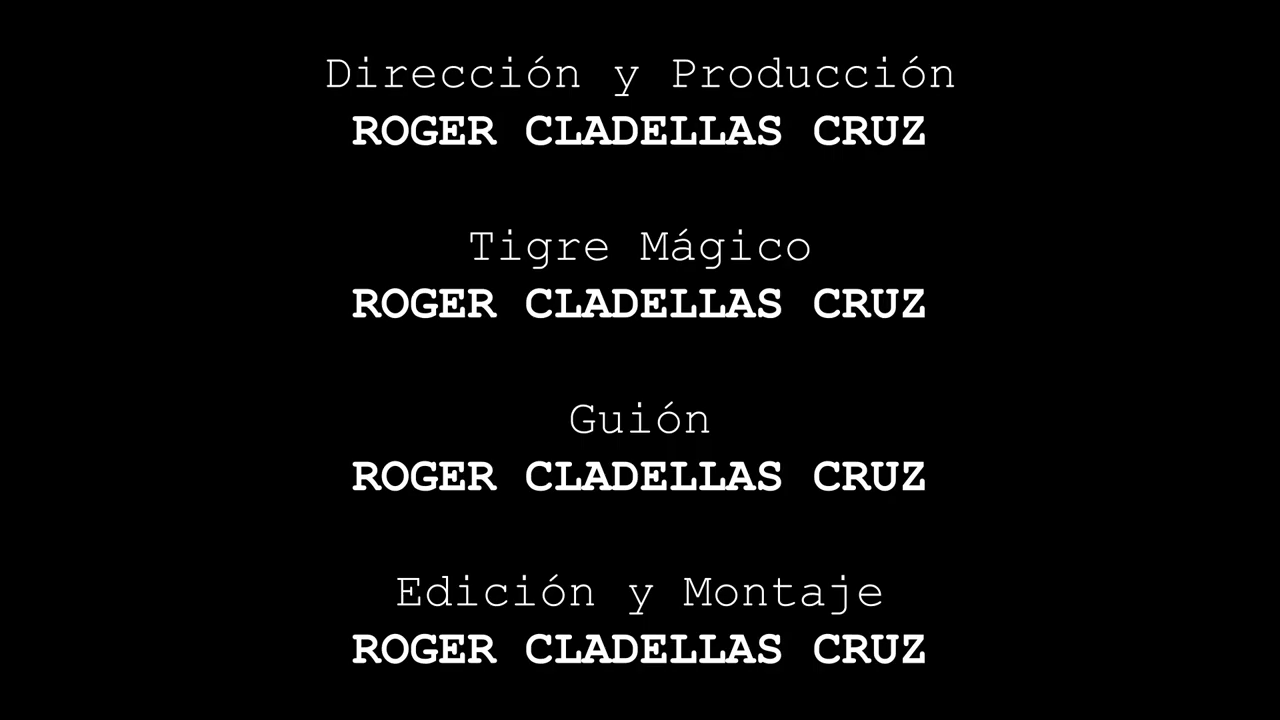 Dirección y Producción
ROGER CLADELLAS CRUZ
Tigre Mágico
ROGER CLADELLAS CRUZ
Guión
ROGER CLADELLAS CRUZ
Edición y Montaje
ROGER CLADELLAS CRUZ